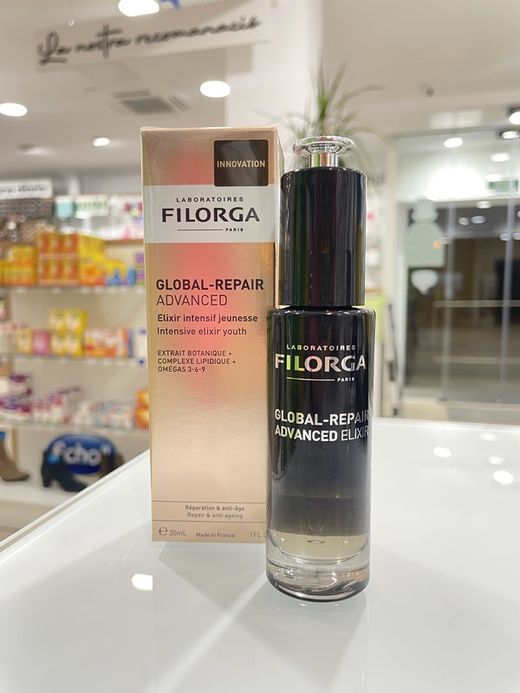 La nostra recomanació
INNOVATION
LABORATOIRES
FILORGA
PARIS
GLOBAL-REPAIR
ADVANCED
Elixir intensif jeunesse
Intensive elixir youth
EXTRAIT BOTANIQUE +
COMPLEXE LIPIDIQUE +
OMÉGAS 3-6-9
Réparation & anti-âge
Repair & anti-ageing
℮ 30mL Made in France 1FL.
LABORATOIRES
FILORGA
PARIS
GLOBAL-REPAIR
ADVANCED ELIXIR
cho